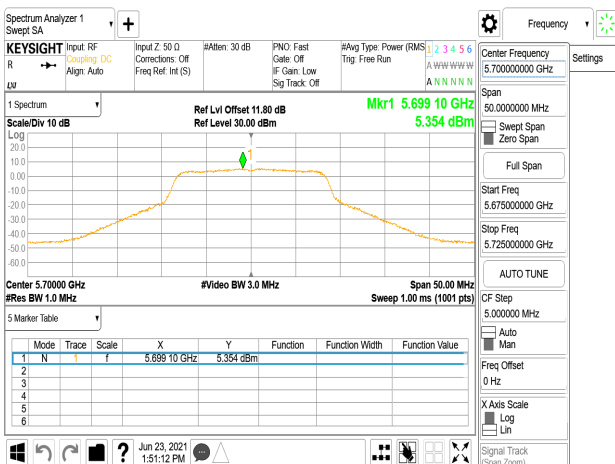 Spectrum Analyzer 1
Swept SA
Frequency
KEYSIGHT
R
LXI
Input: RF
Coupling: DC
Align: Auto
Input Z: 50 Ω
Corrections: Off
Freq Ref: Int (S)
#Atten: 30 dB
PNO: Fast
Gate: Off
IF Gain: Low
Sig Track: Off
#Avg Type: Power (RMS
Trig: Free Run
1 2 3 4 5 6
A W W W W W
A N N N N N
Center Frequency
5.700000000 GHz
Settings
1 Spectrum
Scale/Div 10 dB
Ref Lvl Offset 11.80 dB
Ref Level 30.00 dBm
Mkr1 5.699 10 GHz
5.354 dBm
Span
50.0000000 MHz
Swept Span
Zero Span
Log
20.0
10.0
0.00
-10.0
-20.0
-30.0
-40.0
-50.0
-60.0
1
Full Span
Start Freq
5.675000000 GHz
Stop Freq
5.725000000 GHz
AUTO TUNE
Center 5.70000 GHz
#Res BW 1.0 MHz
#Video BW 3.0 MHz
Span 50.00 MHz
Sweep 1.00 ms (1001 pts)
CF Step
5.000000 MHz
Auto
Man
5 Marker Table
Mode Trace Scale X Y Function Function Width Function Value
1 N 1 f 5.699 10 GHz 5.354 dBm
2
3
4
5
6
Freq Offset
0 Hz
X Axis Scale
Log
Lin
Signal Track
(Span Zoom)
?
Jun 23, 2021
1:51:12 PM